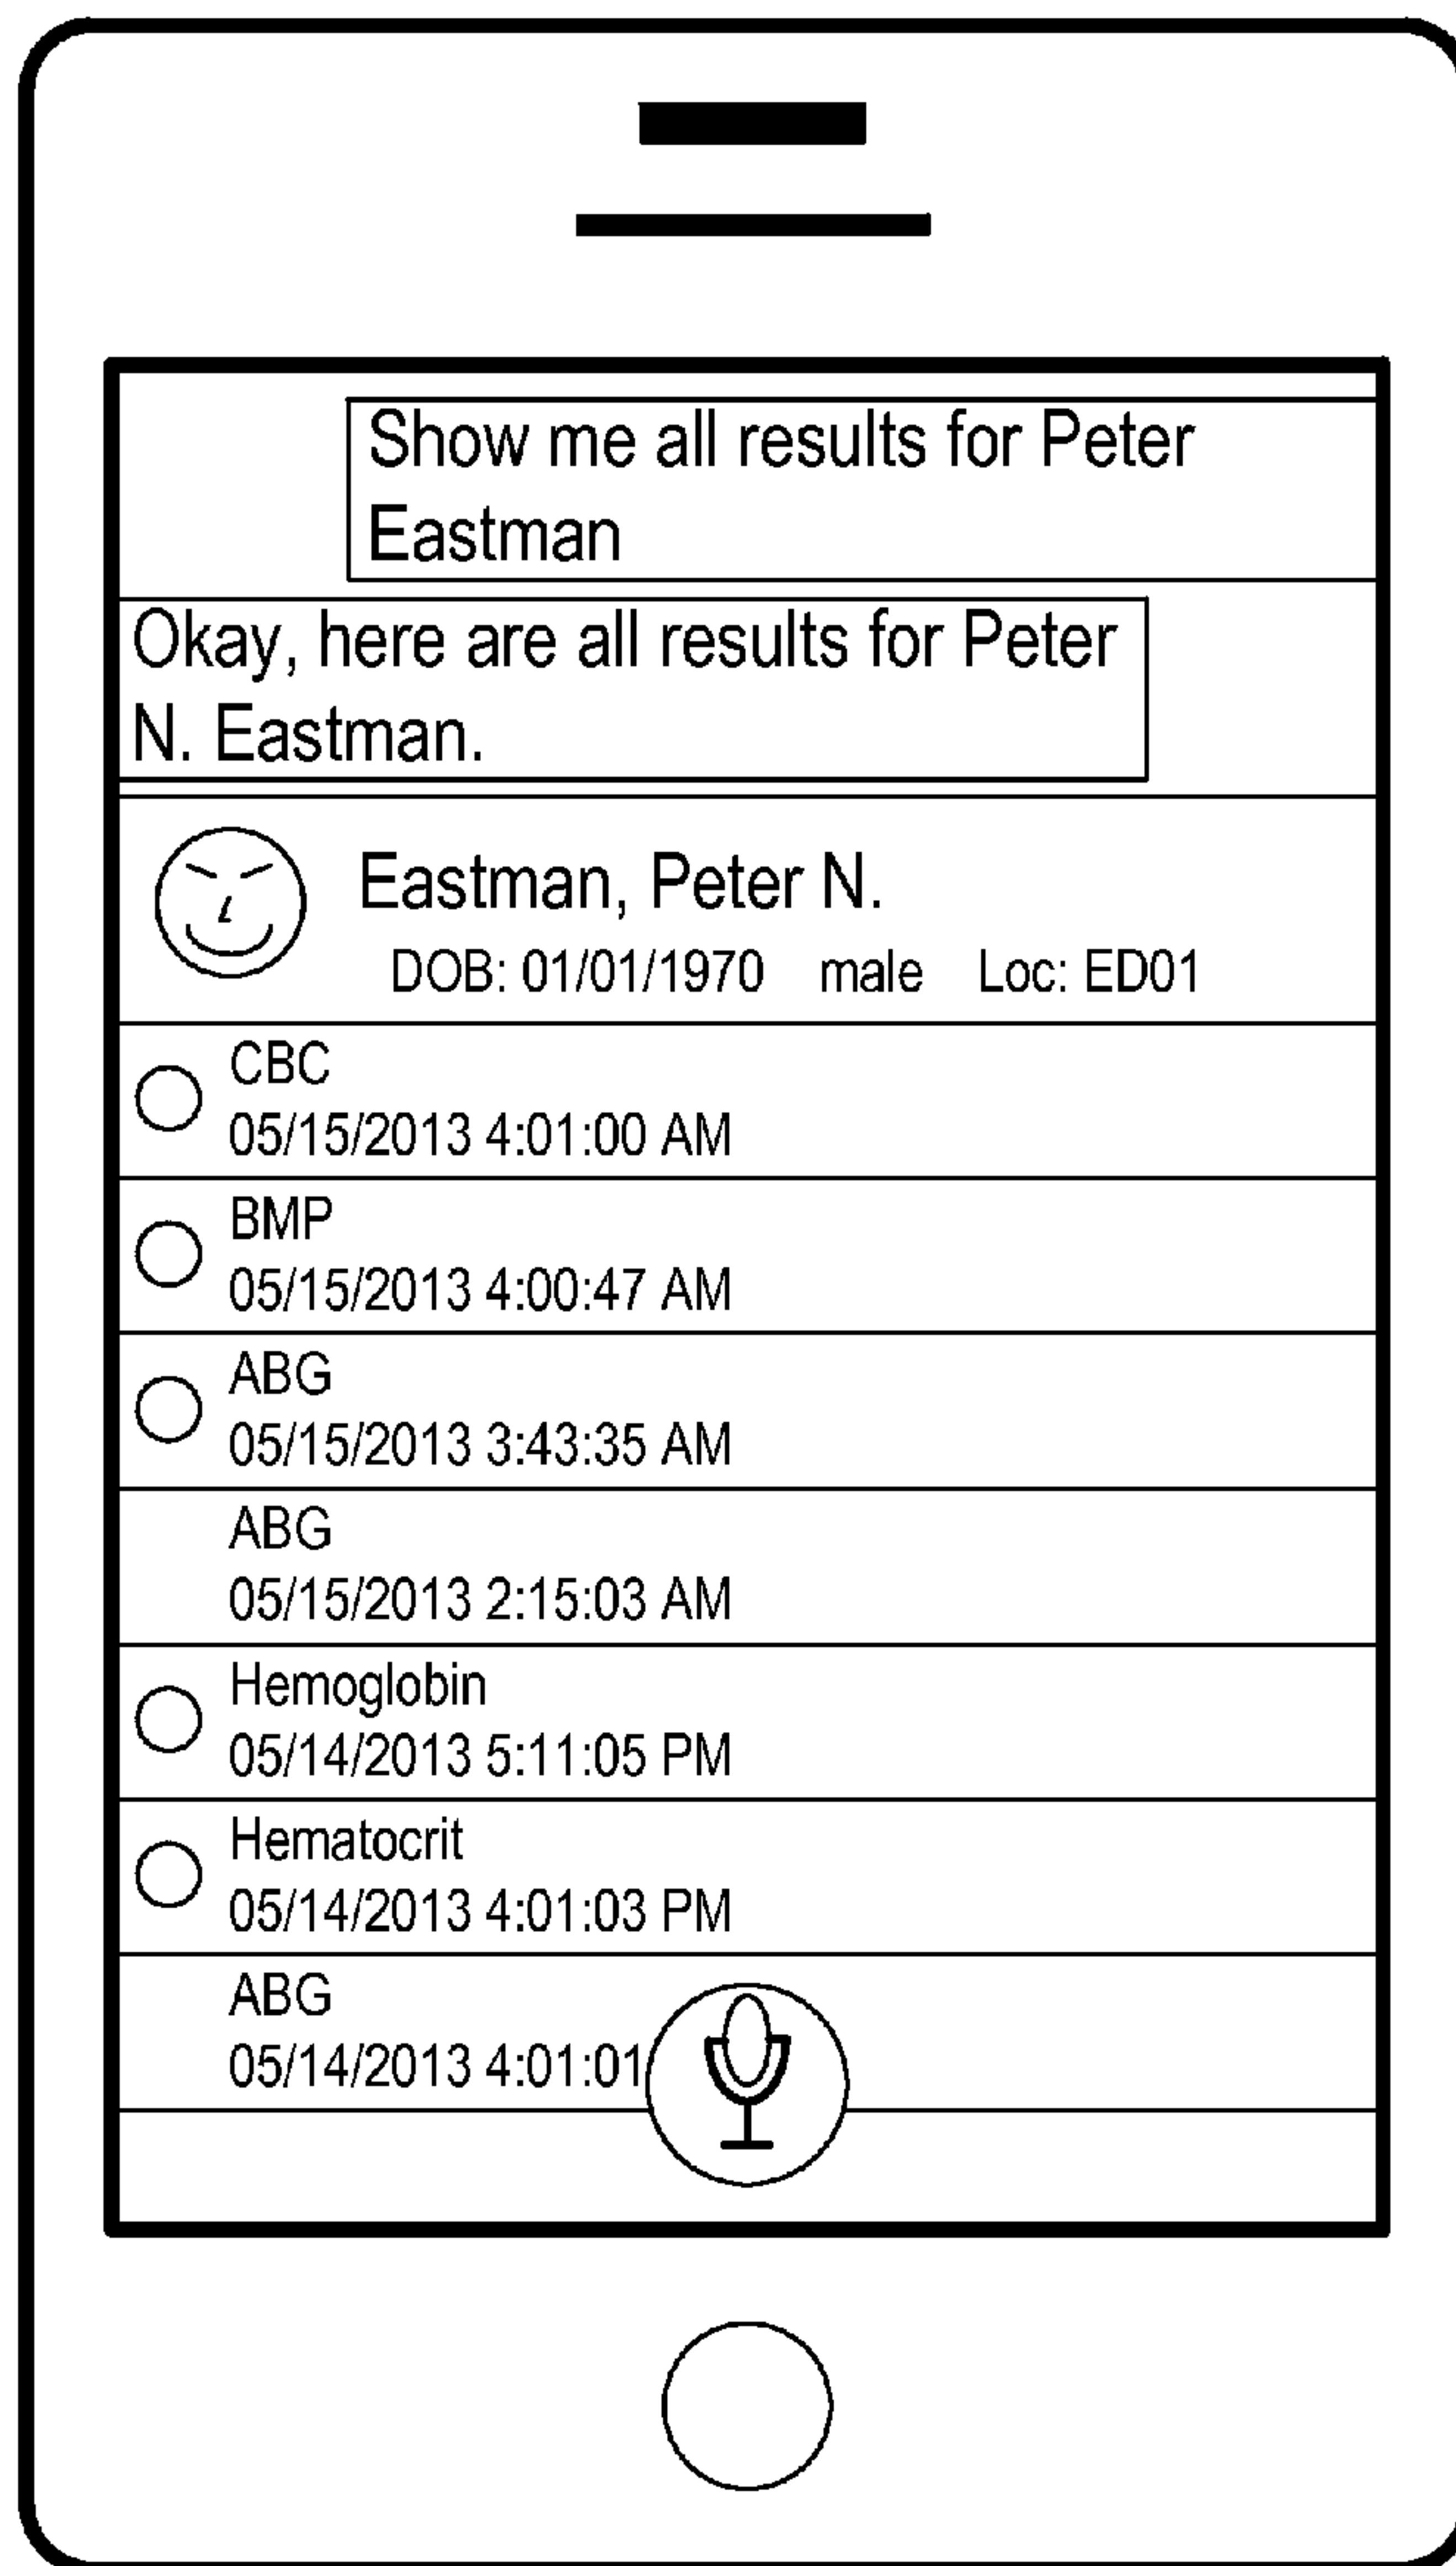 Show me all results for Peter
Eastman
Okay, here are all results for Peter
N. Eastman.
Eastman, Peter N.
DOB: 01/01/1970 male Loc: ED01
CBC
05/15/2013 4:01:00 AM
BMP
05/15/2013 4:00:47 AM
ABG
05/15/2013 3:43:35 AM
ABG
05/15/2013 2:15:03 AM
Hemoglobin
05/14/2013 5:11:05 PM
Hematocrit
05/14/2013 4:01:03 PM
ABG
05/14/2013 4:01:01